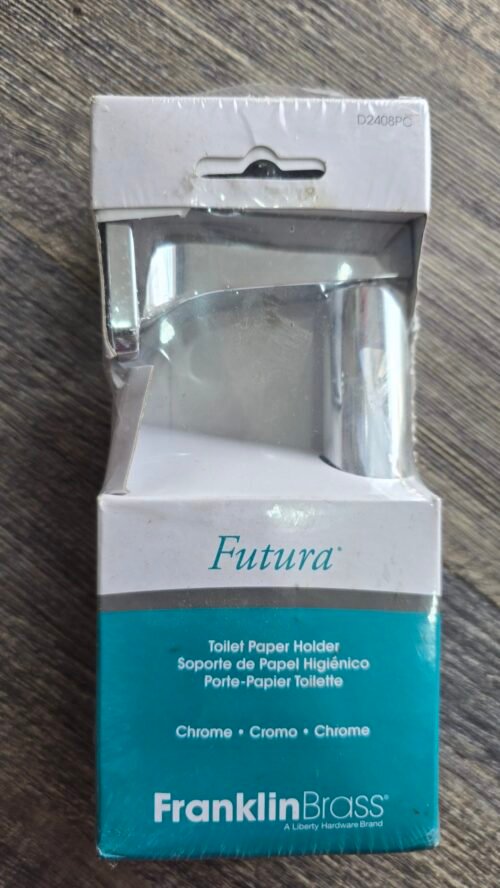 D2408PC
Futura®
Toilet Paper Holder
Soporte de Papel Higiénico
Porte-Papier Toilette
Chrome • Cromo • Chrome
FranklinBrass®
A Liberty Hardware Brand